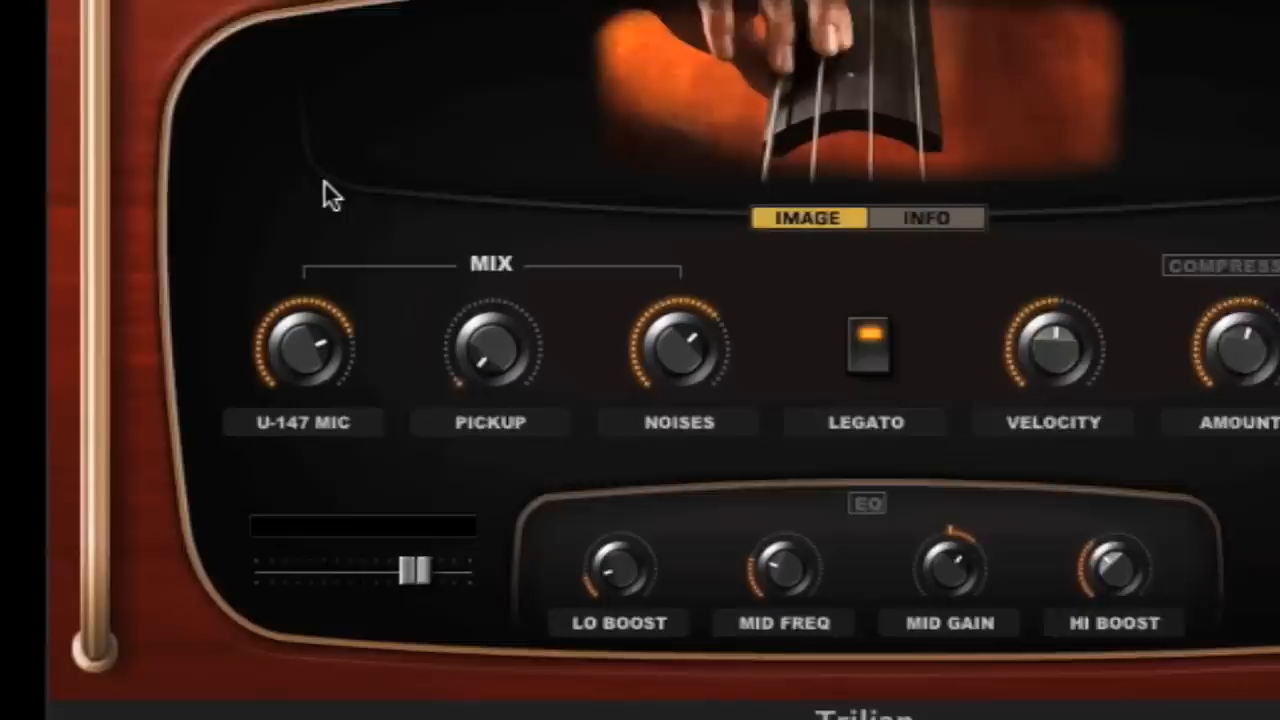 IMAGE INFO
MIX
COMPRESS
U-147 MIC PICKUP NOISES LEGATO VELOCITY AMOUNT
EQ
LO BOOST MID FREQ MID GAIN HI BOOST
Trilian